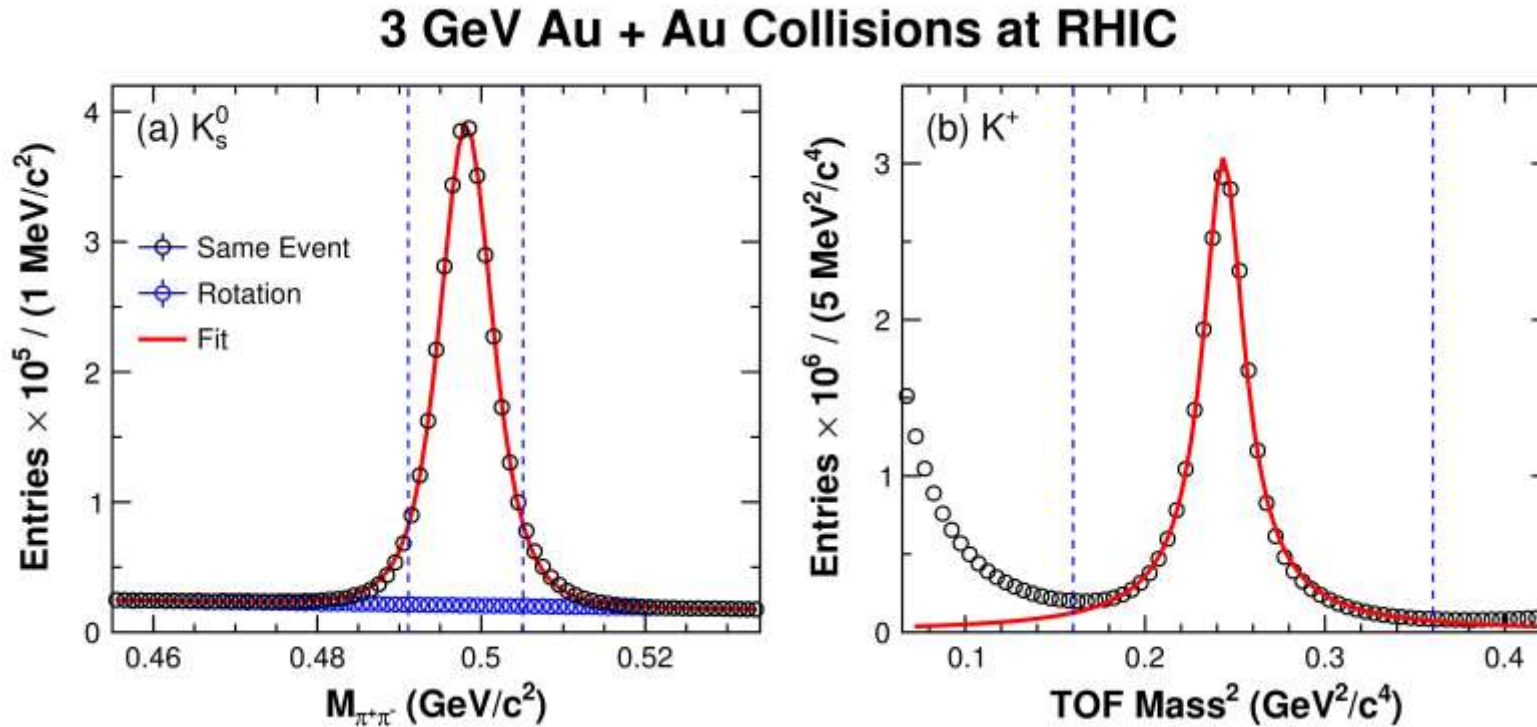 3 GeV Au + Au Collisions at RHIC
(a) K⁰ₛ
Same Event
Rotation
Fit
Entries × 10⁵ / (1 MeV/c²)
4
3
2
1
0
0.46 0.48 0.5 0.52
M_π⁺π⁻ (GeV/c²)
(b) K⁺
Entries × 10⁶ / (5 MeV²/c⁴)
3
2
1
0
0.1 0.2 0.3 0.4
TOF Mass² (GeV²/c⁴)